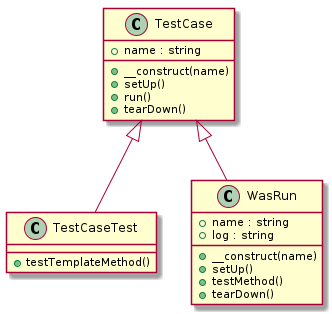 C TestCase
name : string
__construct(name)
setUp()
run()
tearDown()
C TestCaseTest
testTemplateMethod()
C WasRun
name : string
log : string
__construct(name)
setUp()
testMethod()
tearDown()